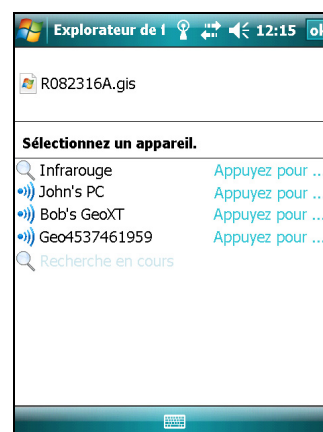 Explorateur de f 12:15 ok
R082316A.gis
Sélectionnez un appareil.
Infrarouge Appuyez pour ...
John's PC Appuyez pour ...
Bob's GeoXT Appuyez pour ...
Geo4537461959 Appuyez pour ...
Recherche en cours